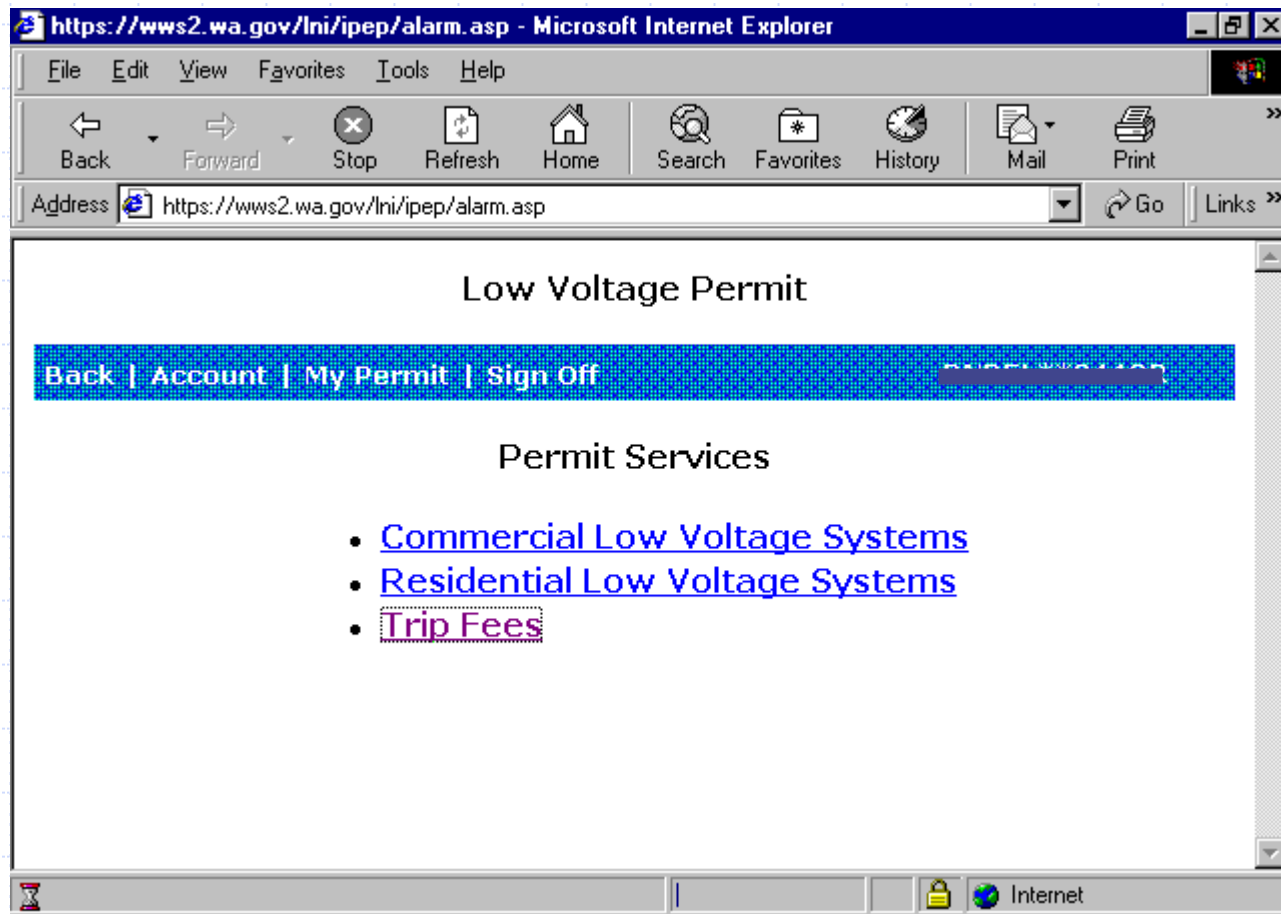 https://wws2.wa.gov/lni/ipep/alarm.asp - Microsoft Internet Explorer
File Edit View Favorites Tools Help
Back Forward Stop Refresh Home Search Favorites History Mail Print »
Address https://wws2.wa.gov/lni/ipep/alarm.asp Go Links »
Low Voltage Permit
Back | Account | My Permit | Sign Off
Permit Services
• Commercial Low Voltage Systems
• Residential Low Voltage Systems
• Trip Fees
Internet